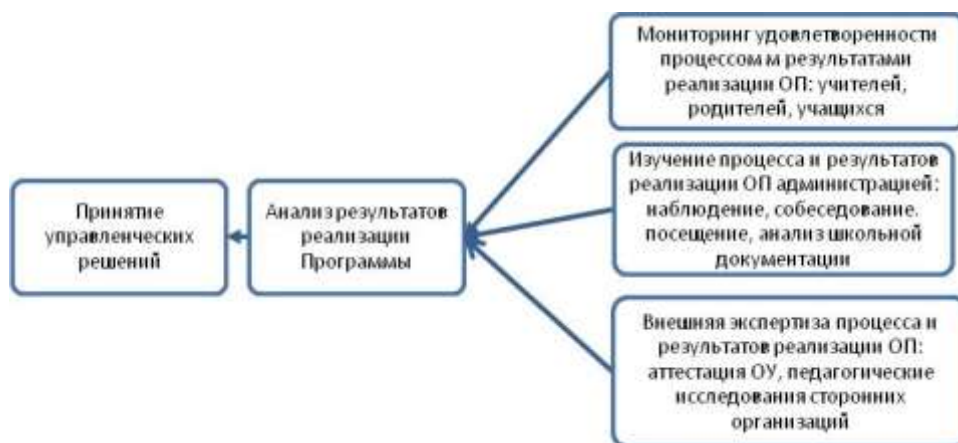 Мониторинг удовлетворенности
процессом м результатами
реализации ОП: учителей,
родителей, учащихся
Изучение процесса и результатов
реализации ОП администрацией:
наблюдение, собеседование.
посещение, анализ школьной
документации
Принятие
управленческих
решений
Анализ результатов
реализации
Программы
Внешняя экспертиза процесса и
результатов реализации ОП:
аттестация ОУ, педагогические
исследования сторонних
организаций